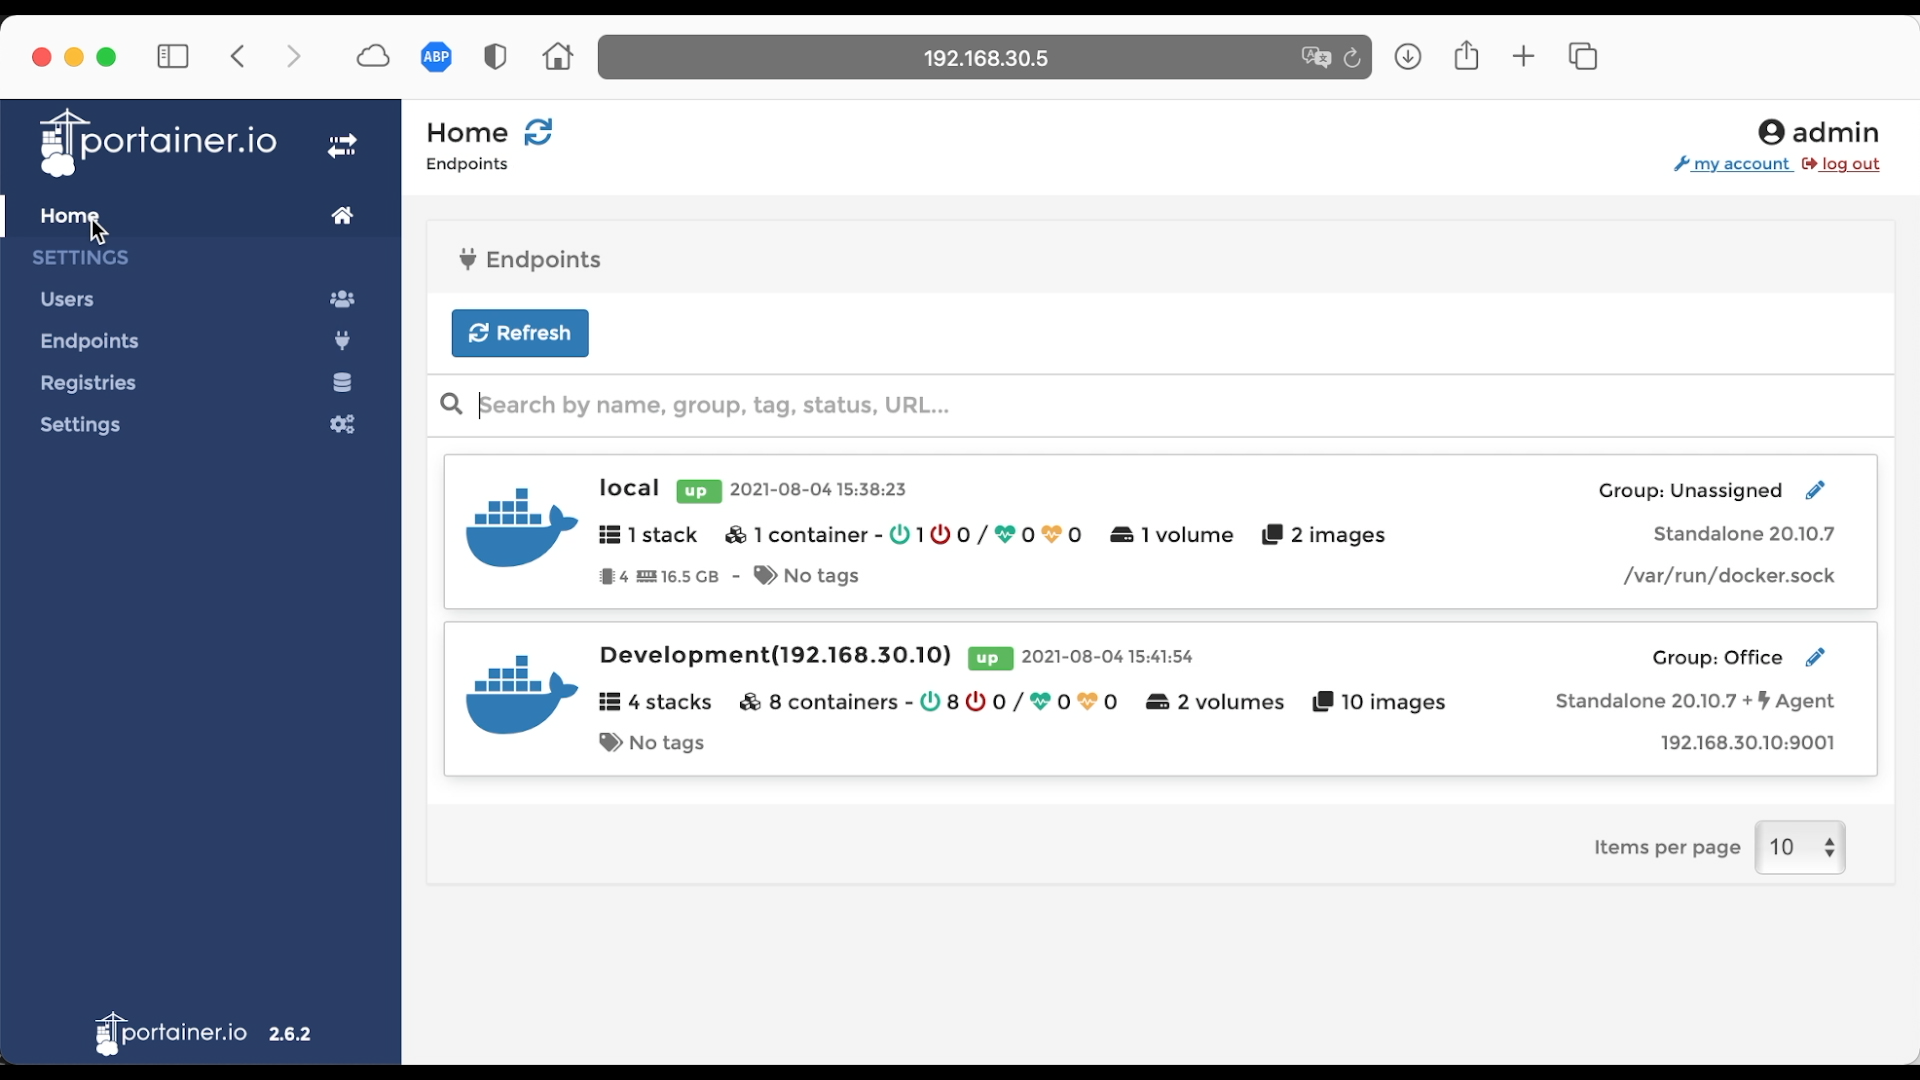 ABP
192.168.30.5
portainer.io
Home
SETTINGS
Users
Endpoints
Registries
Settings
portainer.io 2.6.2
Home
Endpoints
admin
my account log out
Endpoints
Refresh
Search by name, group, tag, status, URL...
local up 2021-08-04 15:38:23 Group: Unassigned
1 stack 1 container - 1 0 / 0 0 1 volume 2 images Standalone 20.10.7
4 16.5 GB - No tags /var/run/docker.sock
Development(192.168.30.10) up 2021-08-04 15:41:54 Group: Office
4 stacks 8 containers - 8 0 / 0 0 2 volumes 10 images Standalone 20.10.7 + Agent
No tags 192.168.30.10:9001
Items per page 10